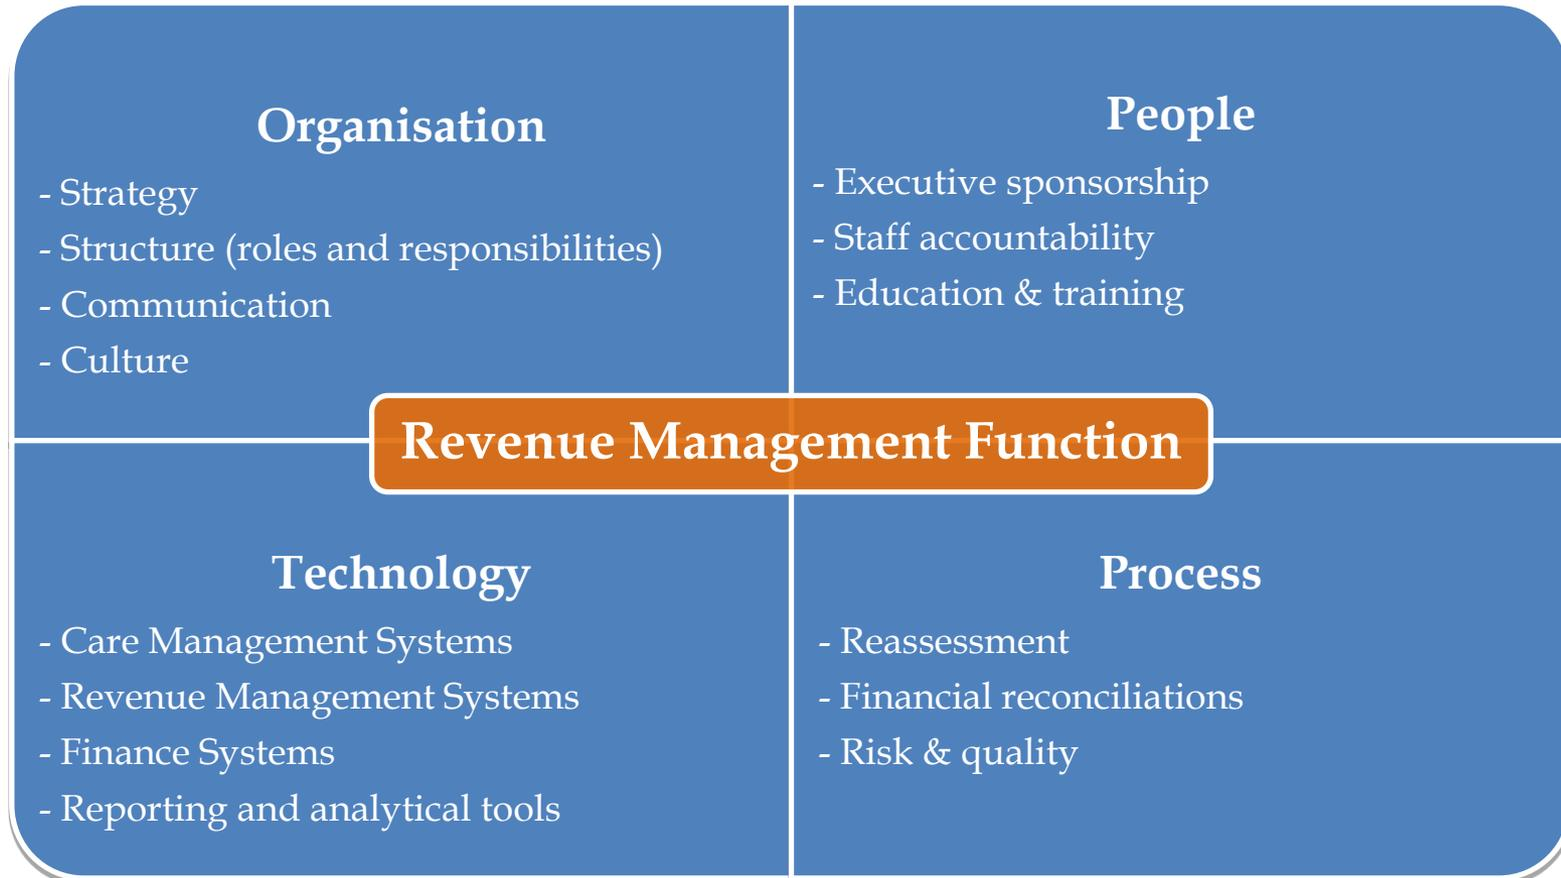 Organisation
- Strategy
- Structure (roles and responsibilities)
- Communication
- Culture
People
- Executive sponsorship
- Staff accountability
- Education & training
Revenue Management Function
Technology
- Care Management Systems
- Revenue Management Systems
- Finance Systems
- Reporting and analytical tools
Process
- Reassessment
- Financial reconciliations
- Risk & quality